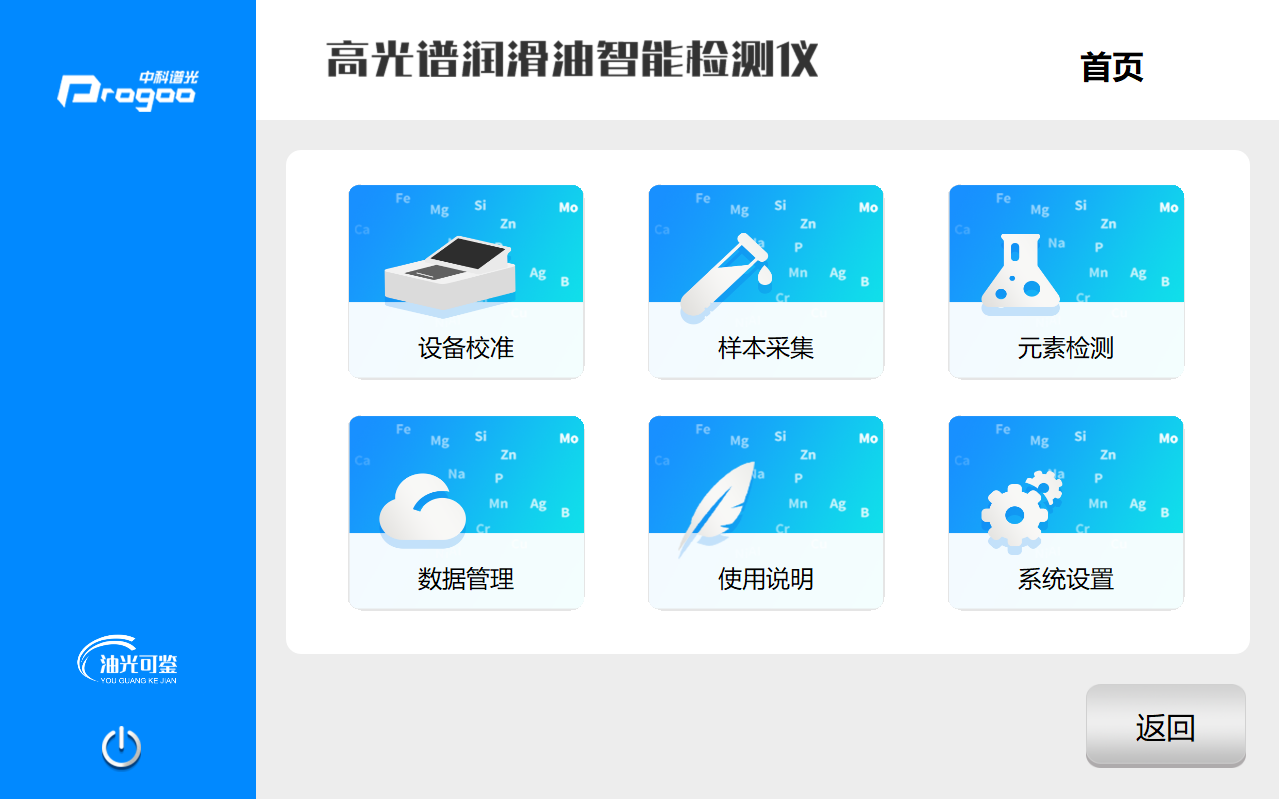 中科谱光
Pragoo
高光谱润滑油智能检测仪
首页
Fe Mg Si Zn Mo Ca Ag B
设备校准
Fe Mg Si Zn Mo Ca P Mn Ag B Cr
样本采集
Fe Mg Si Zn Mo Ca Na P Mn Ag B Cr
元素检测
Fe Mg Si Zn Mo Ca Na P Mn Ag B Cr
数据管理
Fe Mg Si Zn Mo Ca P Mn Ag B Cr
使用说明
Fe Mg Si Zn Mo Ca P Mn Ag B Cr
系统设置
油光可鉴
YOU GUANG KE JIAN
返回